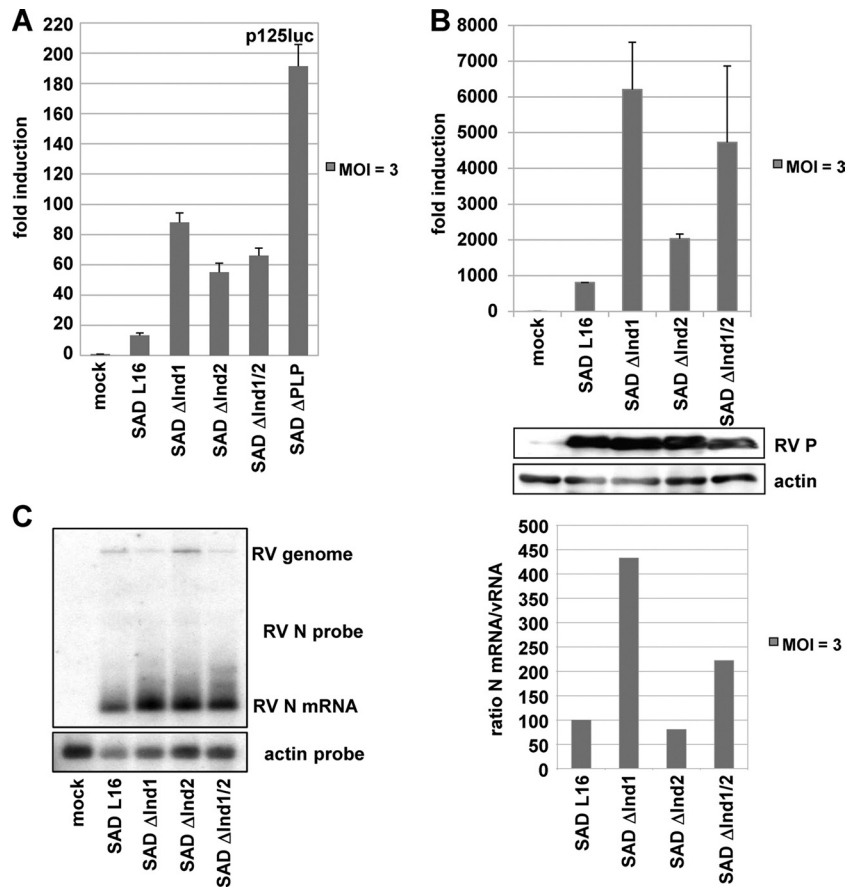 A
p125luc
fold induction
220
200
180
160
140
120
100
80
60
40
20
0
mock
SAD L16
SAD ΔInd1
SAD ΔInd2
SAD ΔInd1/2
SAD ΔPLP
MOI = 3
B
fold induction
8000
7000
6000
5000
4000
3000
2000
1000
0
mock
SAD L16
SAD ΔInd1
SAD ΔInd2
SAD ΔInd1/2
MOI = 3
RV P
actin
C
RV genome
RV N probe
RV N mRNA
actin probe
mock
SAD L16
SAD ΔInd1
SAD ΔInd2
SAD ΔInd1/2
ratio N mRNA/vRNA
500
450
400
350
300
250
200
150
100
50
0
SAD L16
SAD ΔInd1
SAD ΔInd2
SAD ΔInd1/2
MOI = 3